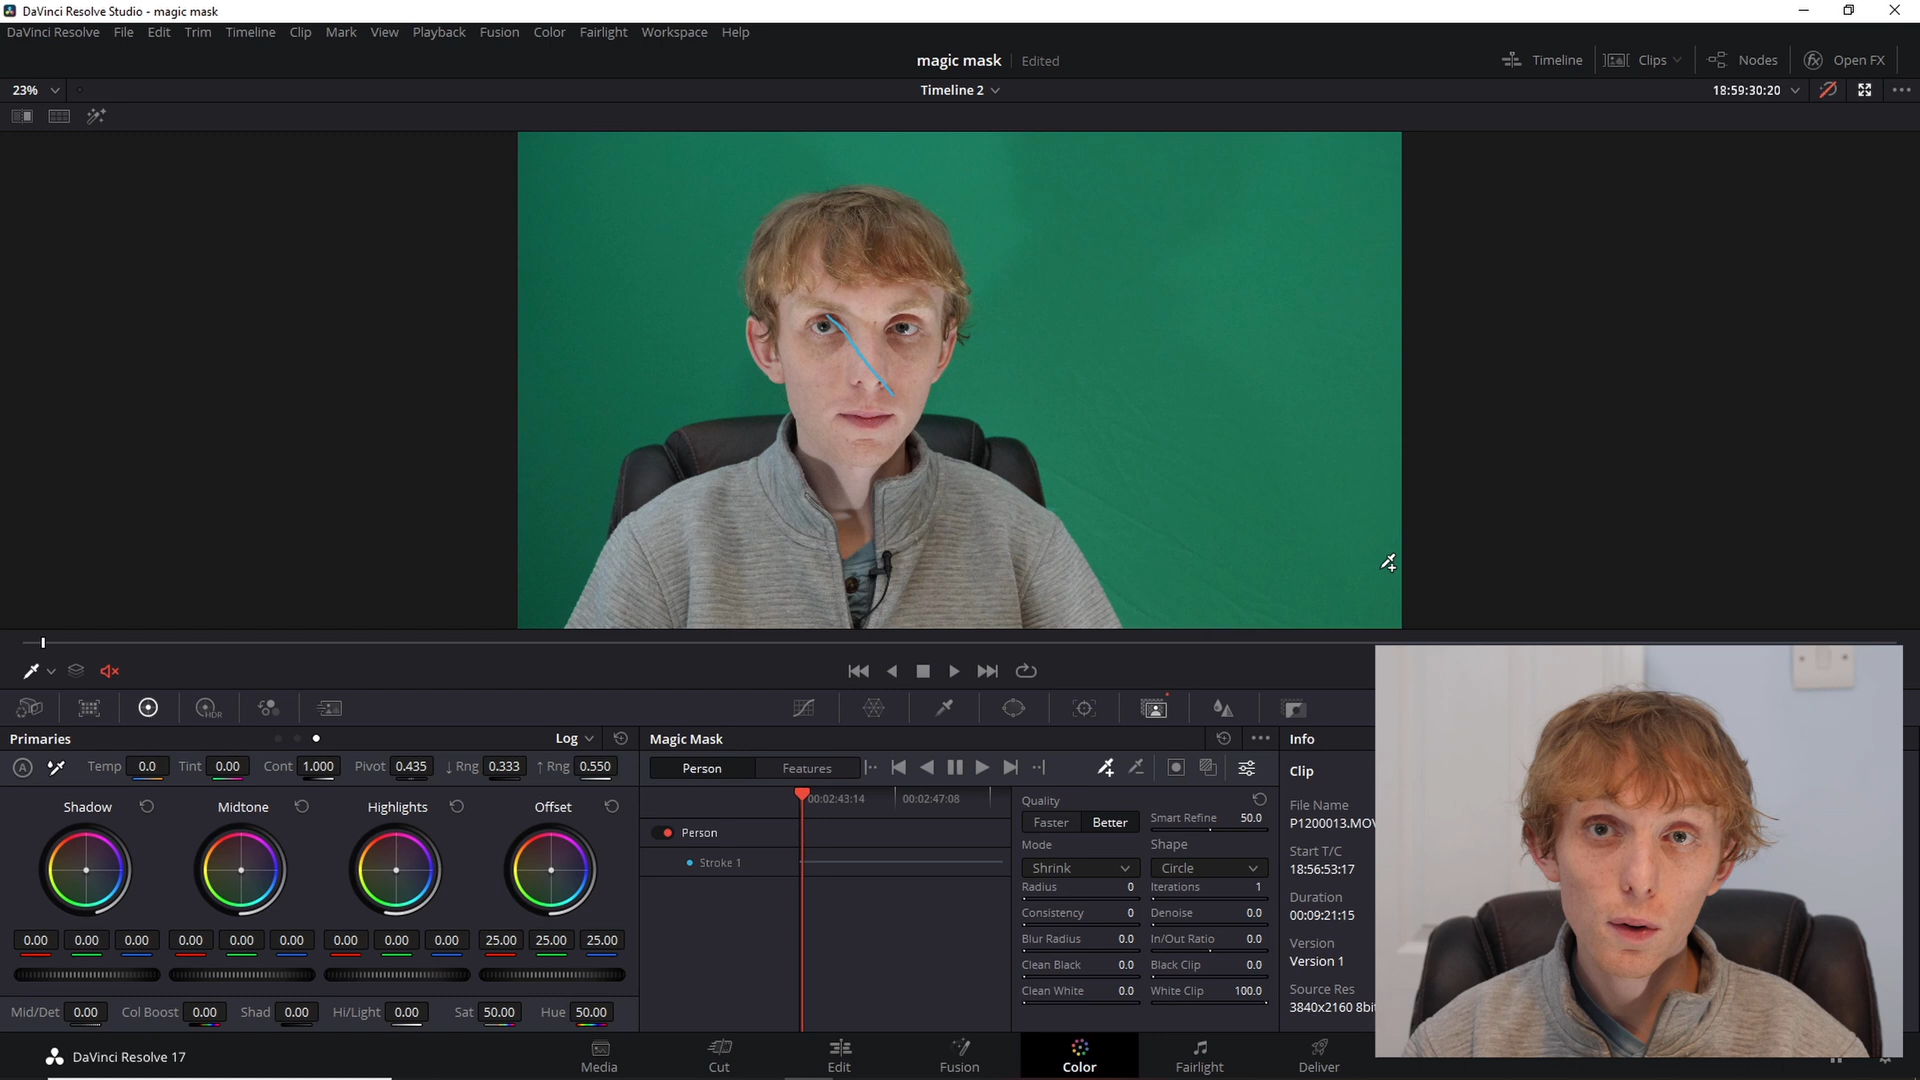 DaVinci Resolve Studio - magic mask
DaVinci Resolve File Edit Trim Timeline Clip Mark View Playback Fusion Color Fairlight Workspace Help
magic mask Edited
Timeline Clips Nodes Open FX
23% Timeline 2 18:59:30:20
HDR
Primaries Log
Magic Mask
Info
Temp 0.0 Tint 0.00 Cont 1.000 Pivot 0.435 ↓ Rng 0.333 ↑ Rng 0.550
Person Features
Clip
Shadow Midtone Highlights Offset
00:02:43:14 00:02:47:08
Person
Stroke 1
Quality
Faster Better Smart Refine 50.0
Mode Shape
Shrink Circle
Radius 0 Iterations 1
Consistency 0 Denoise 0.0
Blur Radius 0.0 In/Out Ratio 0.0
Clean Black 0.0 Black Clip 0.0
Clean White 0.0 White Clip 100.0
File Name
P1200013.MOV
Start T/C
18:56:53:17
Duration
00:09:21:15
Version
Version 1
Source Res
3840x2160 8bit
0.00 0.00 0.00 0.00 0.00 0.00 0.00 0.00 0.00 25.00 25.00 25.00
Mid/Det 0.00 Col Boost 0.00 Shad 0.00 Hi/Light 0.00 Sat 50.00 Hue 50.00
DaVinci Resolve 17
Media Cut Edit Fusion Color Fairlight Deliver